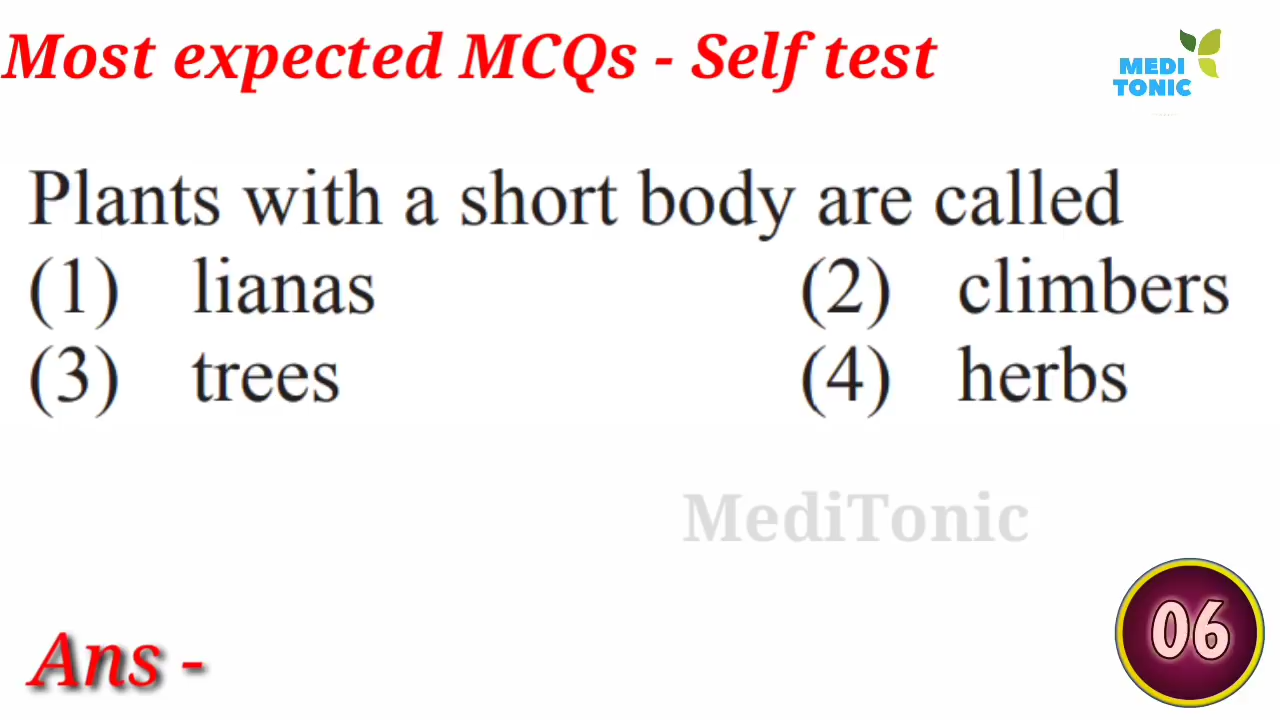 Most expected MCQs - Self test
MEDI
TONIC
Plants with a short body are called
(1) lianas (2) climbers
(3) trees (4) herbs
MediTonic
06
Ans -